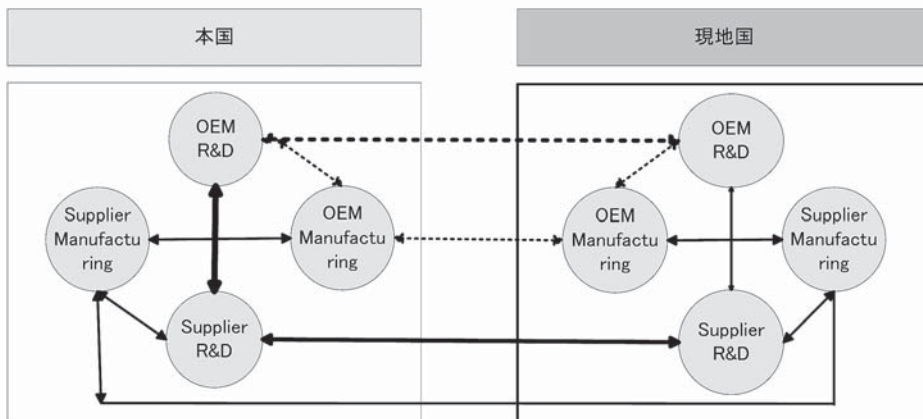 本国
現地国
OEM
R&D
Supplier
Manufactu
ring
OEM
Manufactu
ring
Supplier
R&D
OEM
R&D
OEM
Manufactu
ring
Supplier
Manufactu
ring
Supplier
R&D